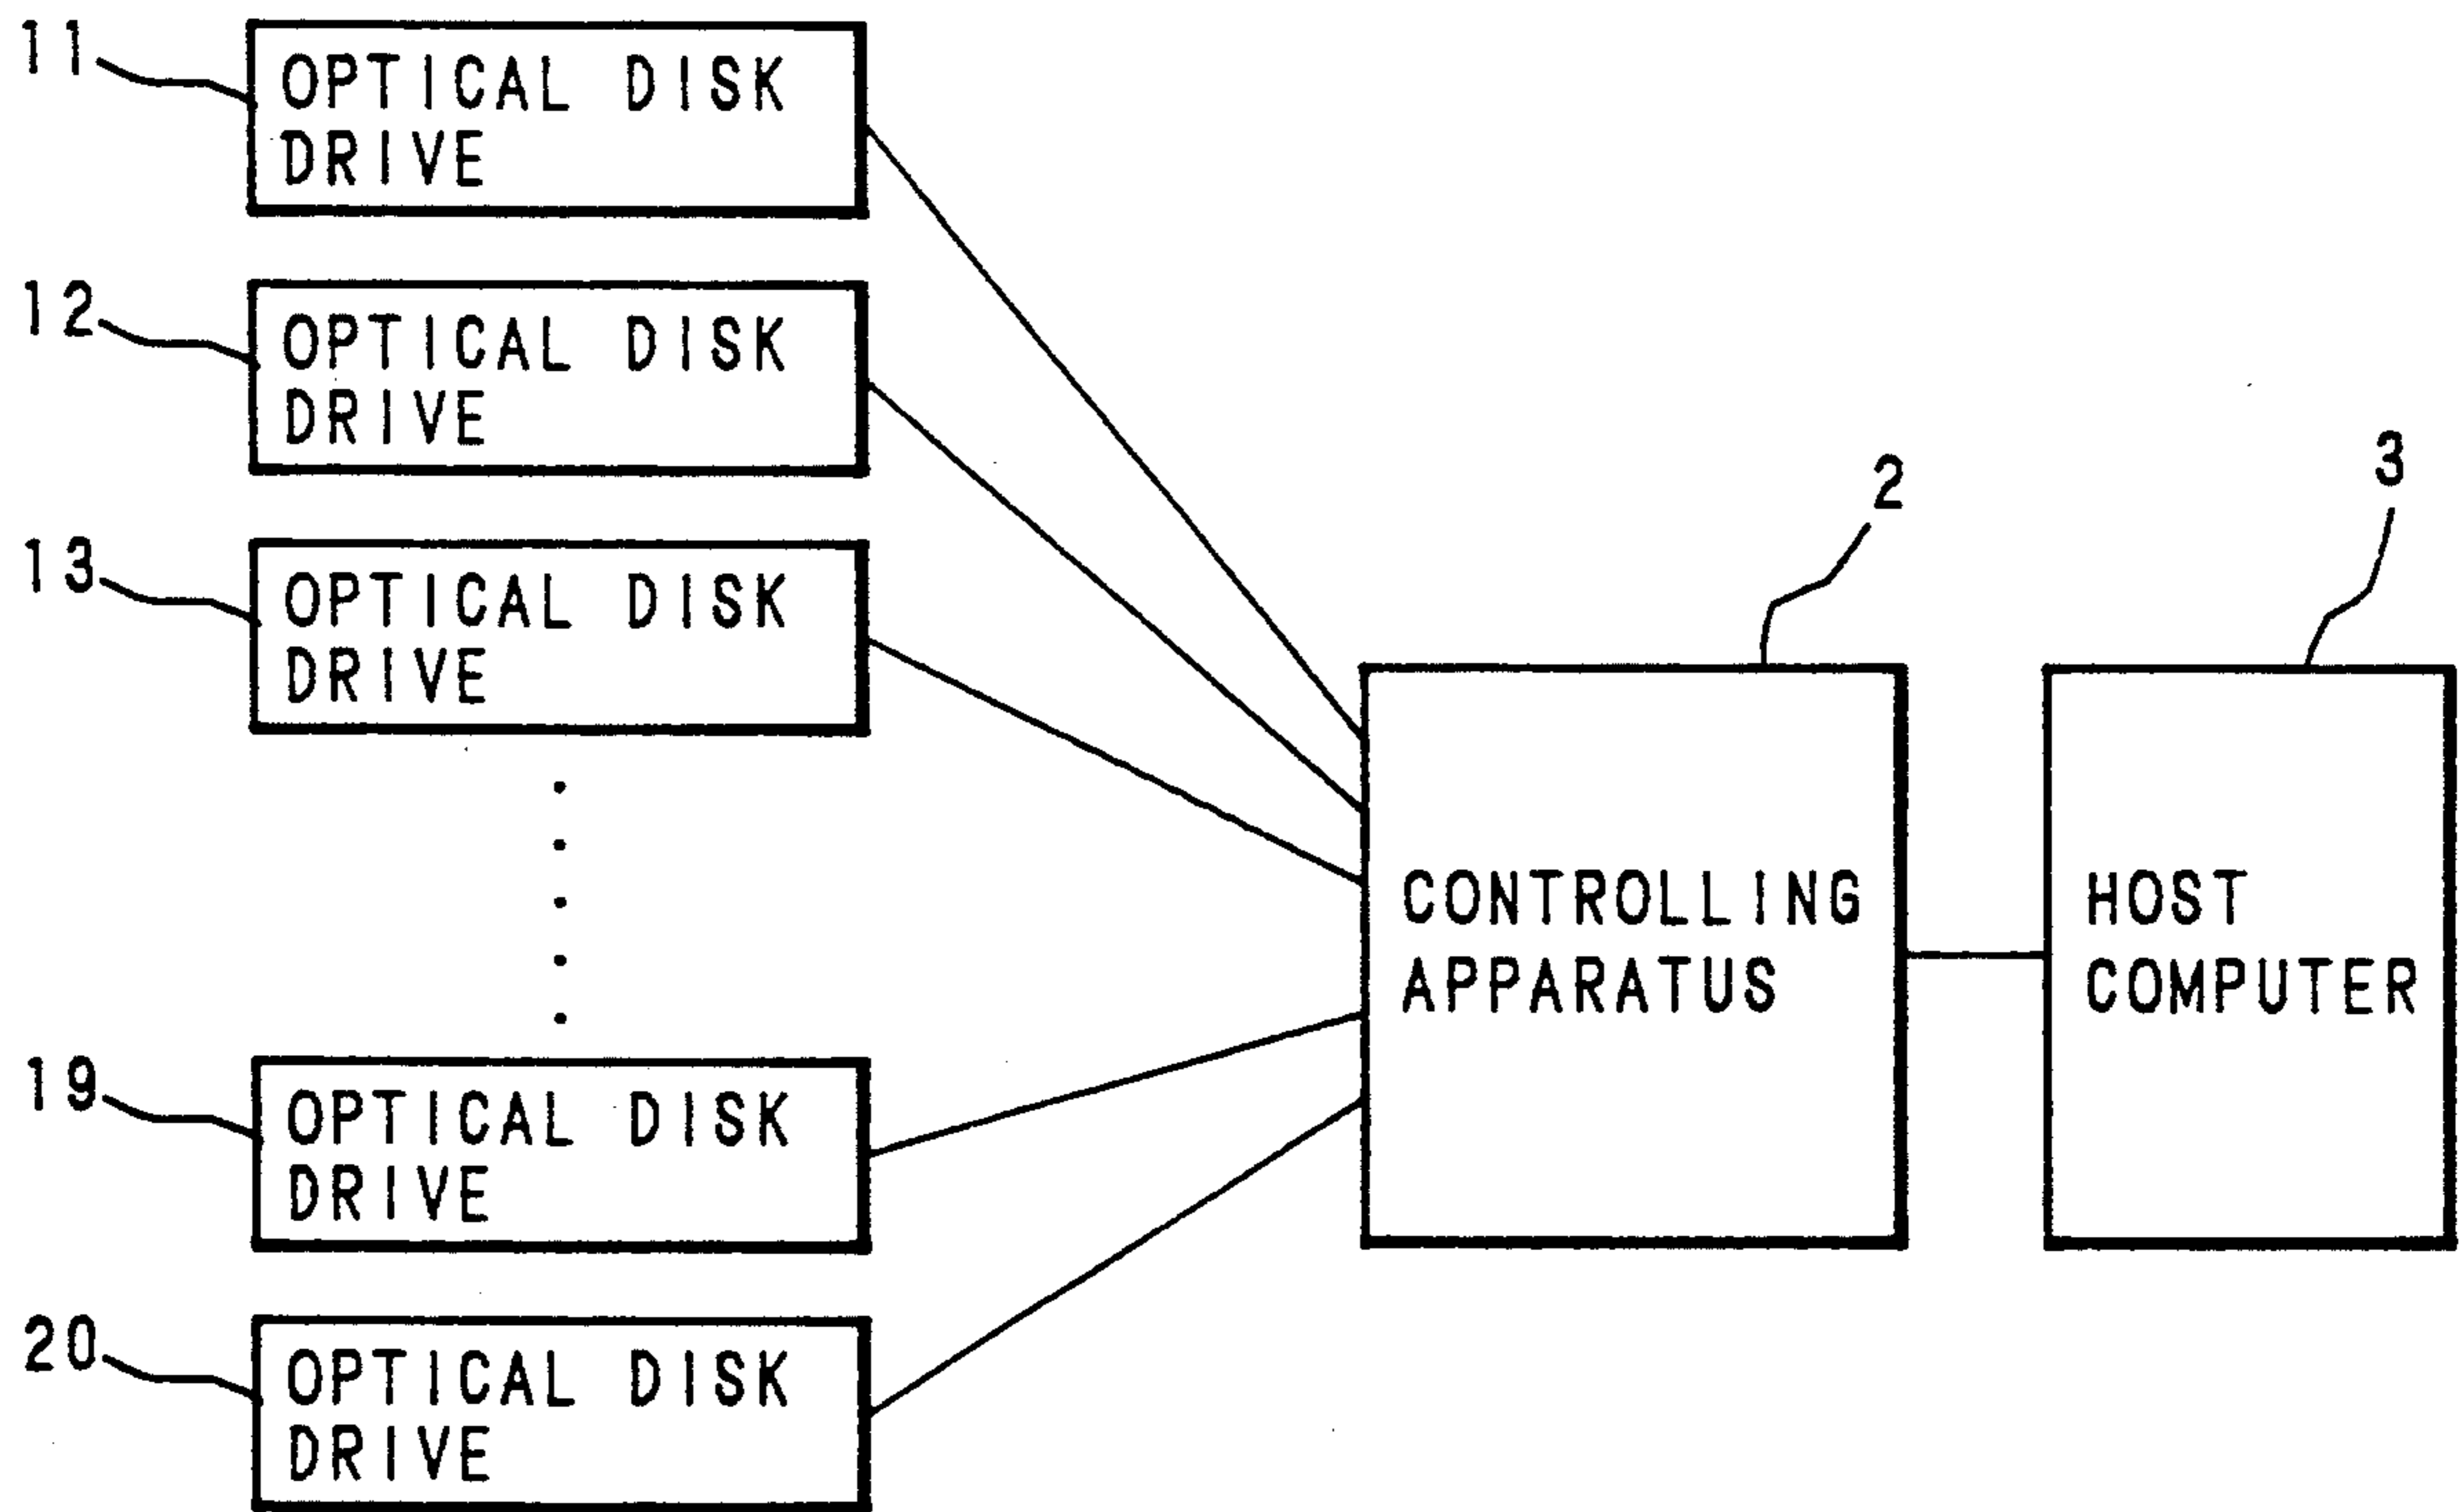 11
OPTICAL DISK
DRIVE
12
OPTICAL DISK
DRIVE
13
OPTICAL DISK
DRIVE
2
3
CONTROLLING
APPARATUS
HOST
COMPUTER
19
OPTICAL DISK
DRIVE
20
OPTICAL DISK
DRIVE